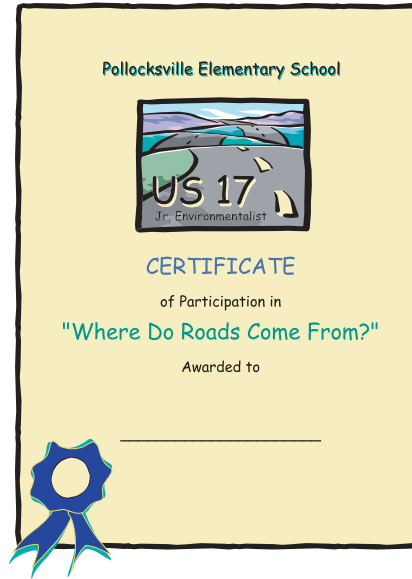 Pollocksville Elementary School
US 17
Jr. Environmentalist
CERTIFICATE
of Participation in
"Where Do Roads Come From?"
Awarded to